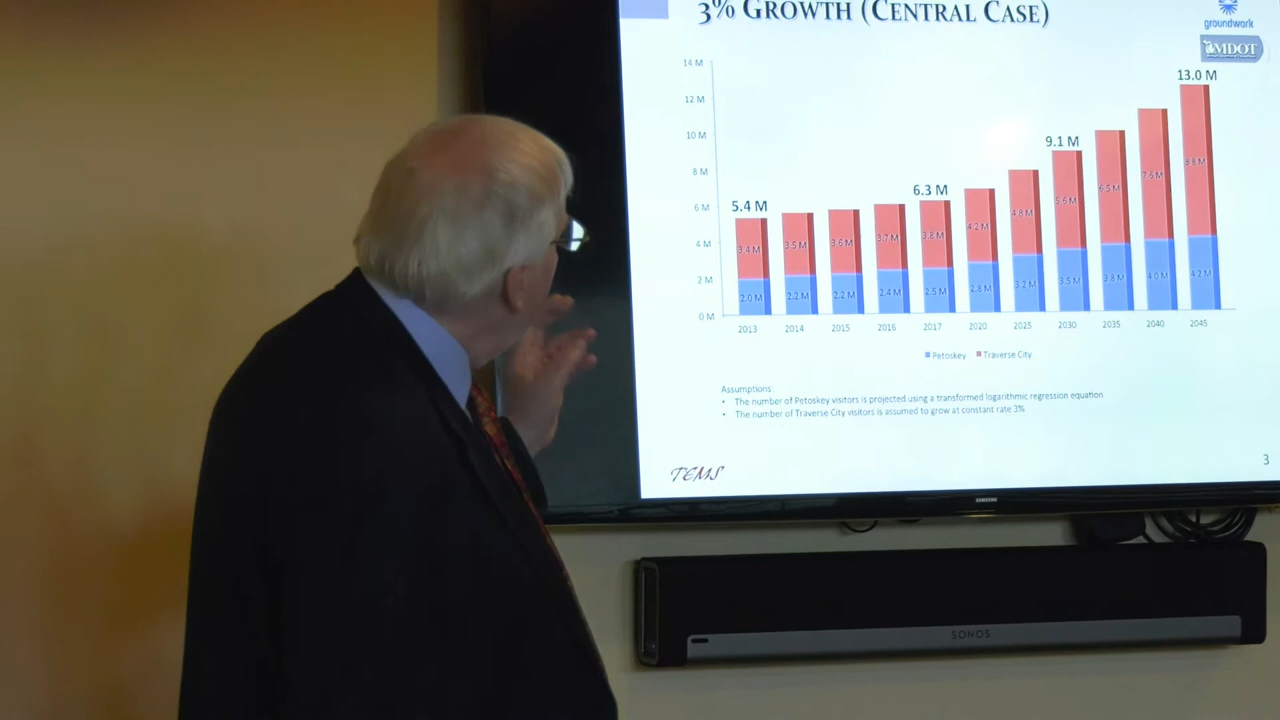 3% GROWTH (CENTRAL CASE)
groundwork
MDOT
14 M
12 M
10 M
8 M
6 M
4 M
2 M
0 M
5.4 M
6.3 M
9.1 M
13.0 M
3.4 M
3.5 M
3.6 M
3.7 M
3.8 M
4.2 M
4.8 M
5.6 M
6.5 M
7.6 M
8.8 M
2.0 M
2.2 M
2.2 M
2.4 M
2.5 M
2.8 M
3.2 M
3.5 M
3.8 M
4.0 M
4.2 M
2013 2014 2015 2016 2017 2020 2025 2030 2035 2040 2045
Petoskey Traverse City
Assumptions:
• The number of Petoskey visitors is projected using a transformed logarithmic regression equation
• The number of Traverse City visitors is assumed to grow at constant rate 3%
TEMS
3
SAMSUNG
SONOS